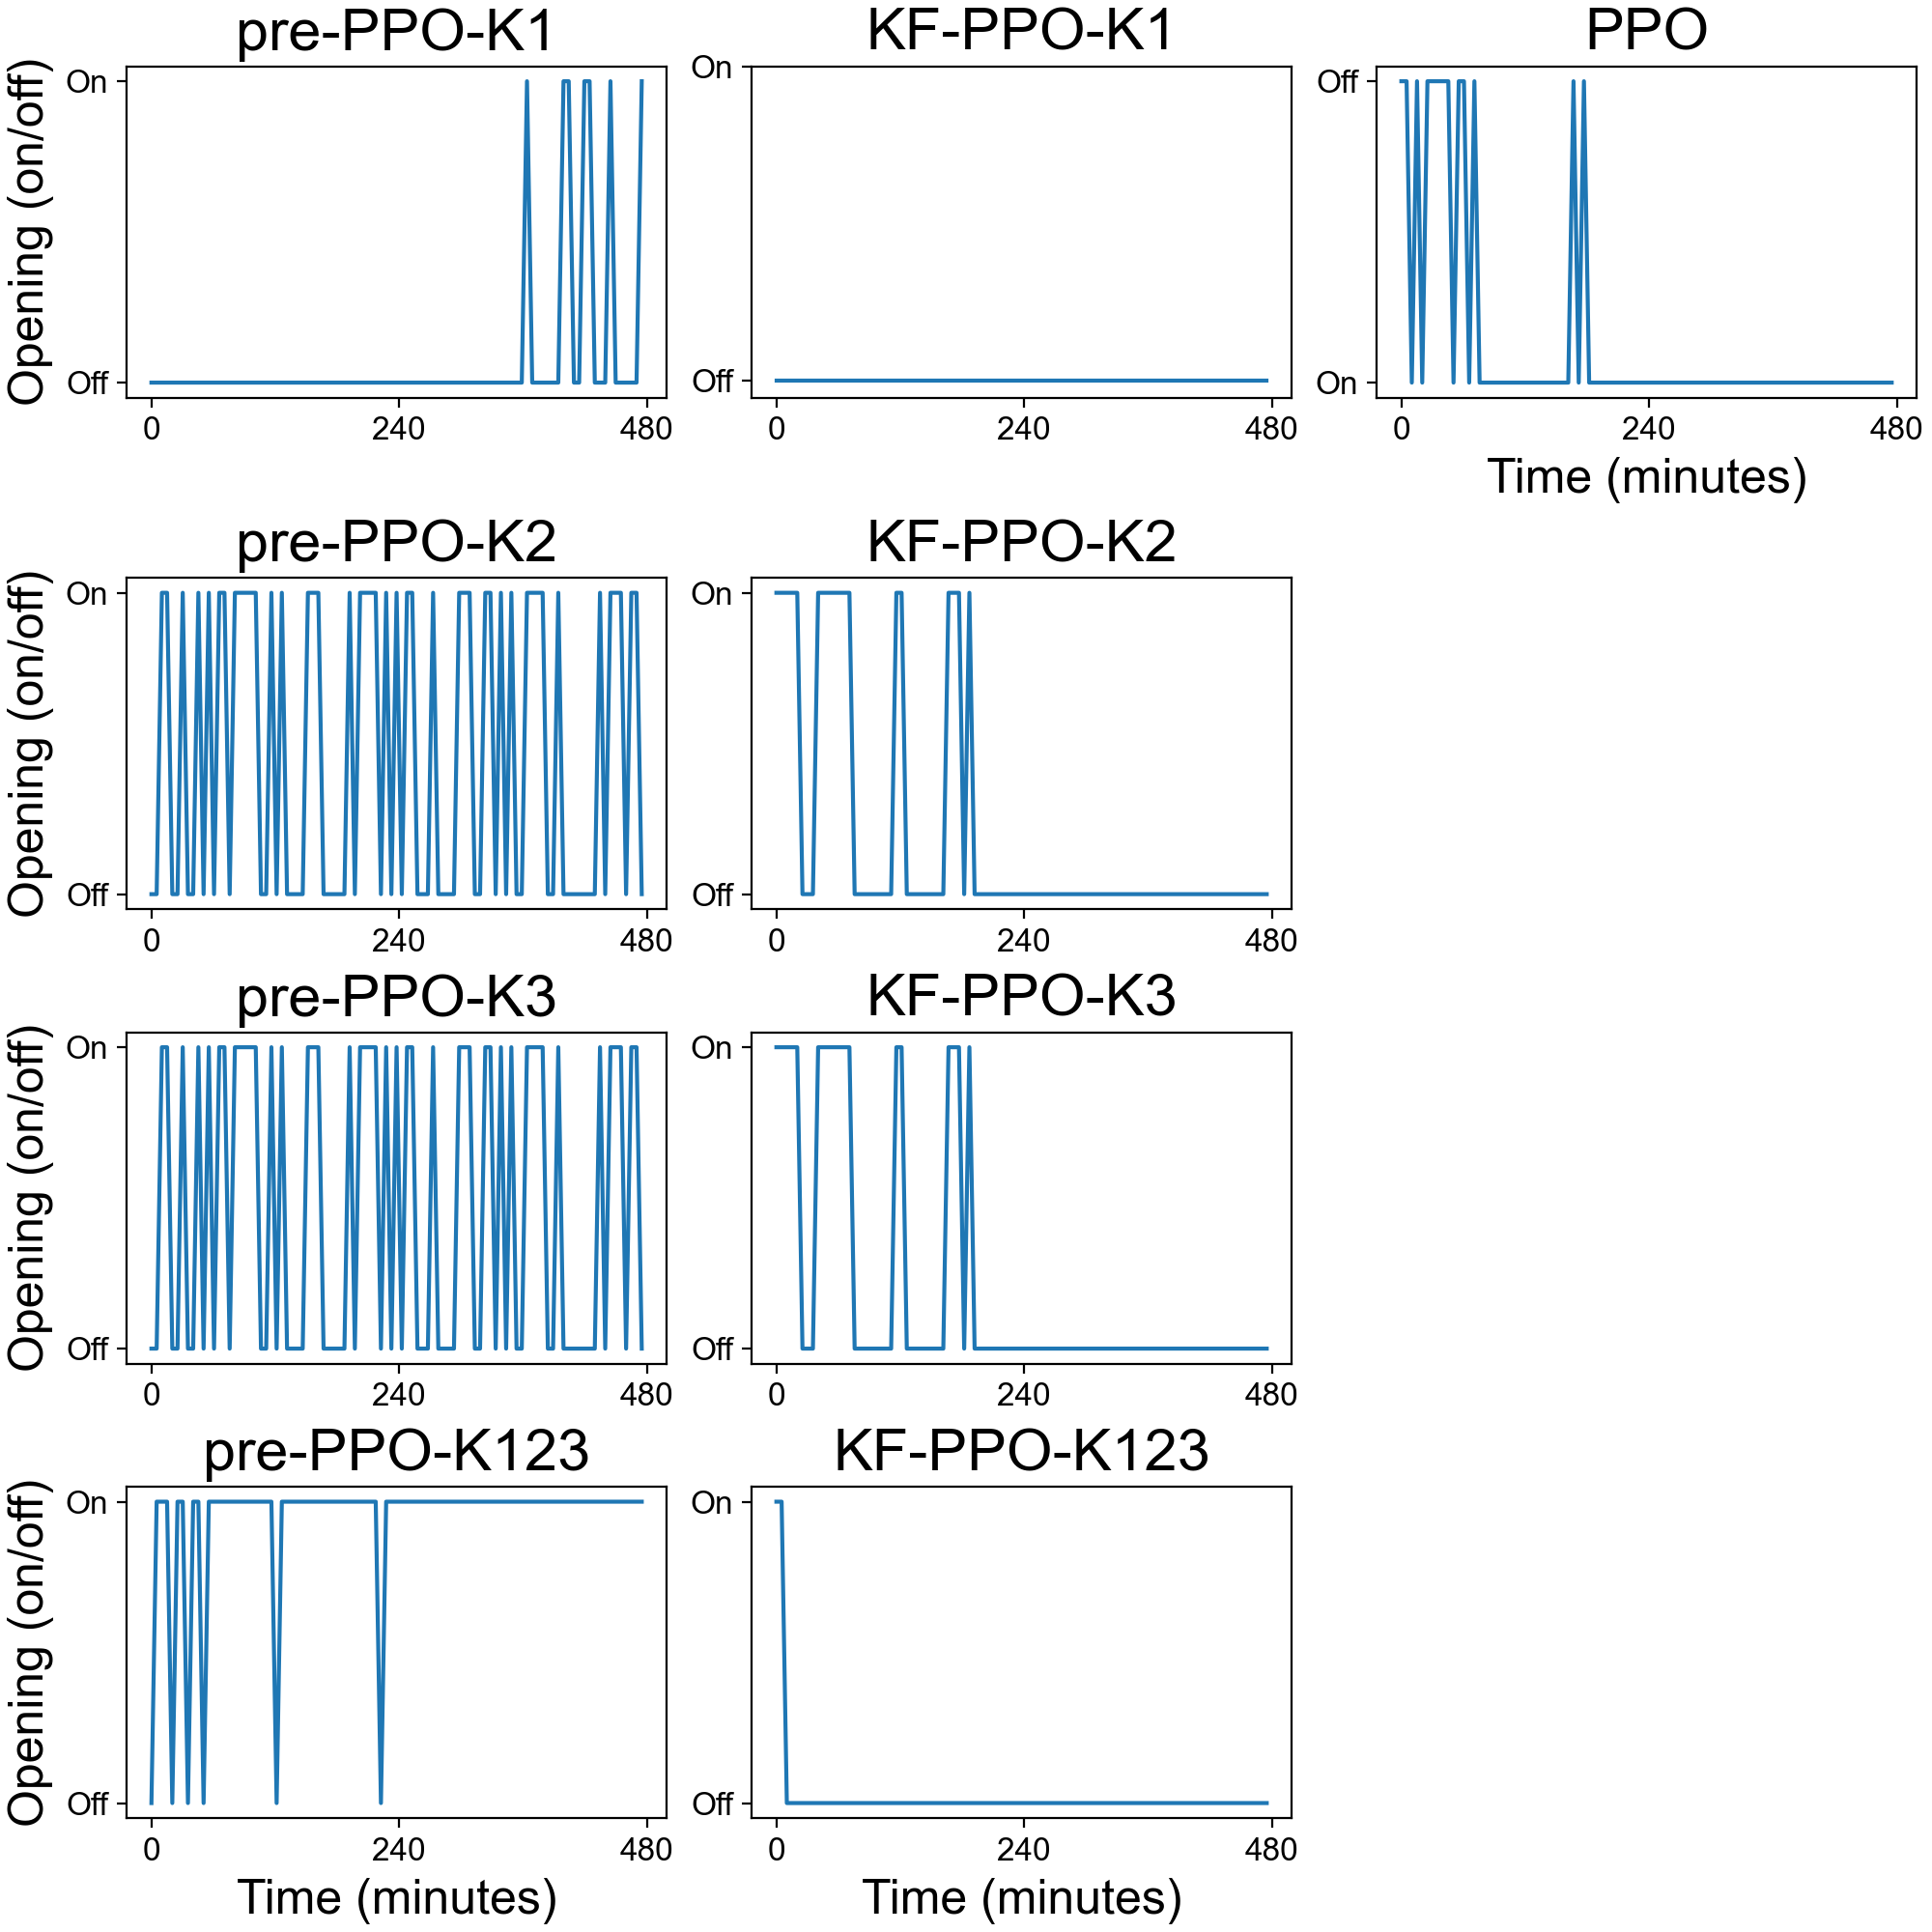 pre-PPO-K1
KF-PPO-K1
PPO
Opening (on/off)
On
Off
0 240 480
On
Off
0 240 480
Off
On
0 240 480
Time (minutes)
pre-PPO-K2
KF-PPO-K2
Opening (on/off)
On
Off
0 240 480
On
Off
0 240 480
pre-PPO-K3
KF-PPO-K3
Opening (on/off)
On
Off
0 240 480
On
Off
0 240 480
pre-PPO-K123
KF-PPO-K123
Opening (on/off)
On
Off
0 240 480
Time (minutes)
On
Off
0 240 480
Time (minutes)